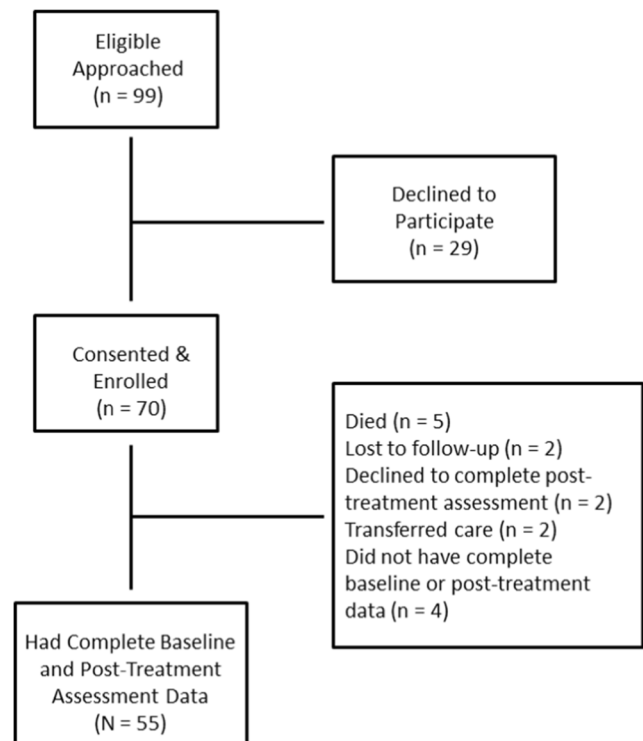 Eligible
Approached
(n = 99)
Declined to
Participate
(n = 29)
Consented &
Enrolled
(n = 70)
Died (n = 5)
Lost to follow-up (n = 2)
Declined to complete post-
treatment assessment (n = 2)
Transferred care (n = 2)
Did not have complete
baseline or post-treatment
data (n = 4)
Had Complete Baseline
and Post-Treatment
Assessment Data
(N = 55)